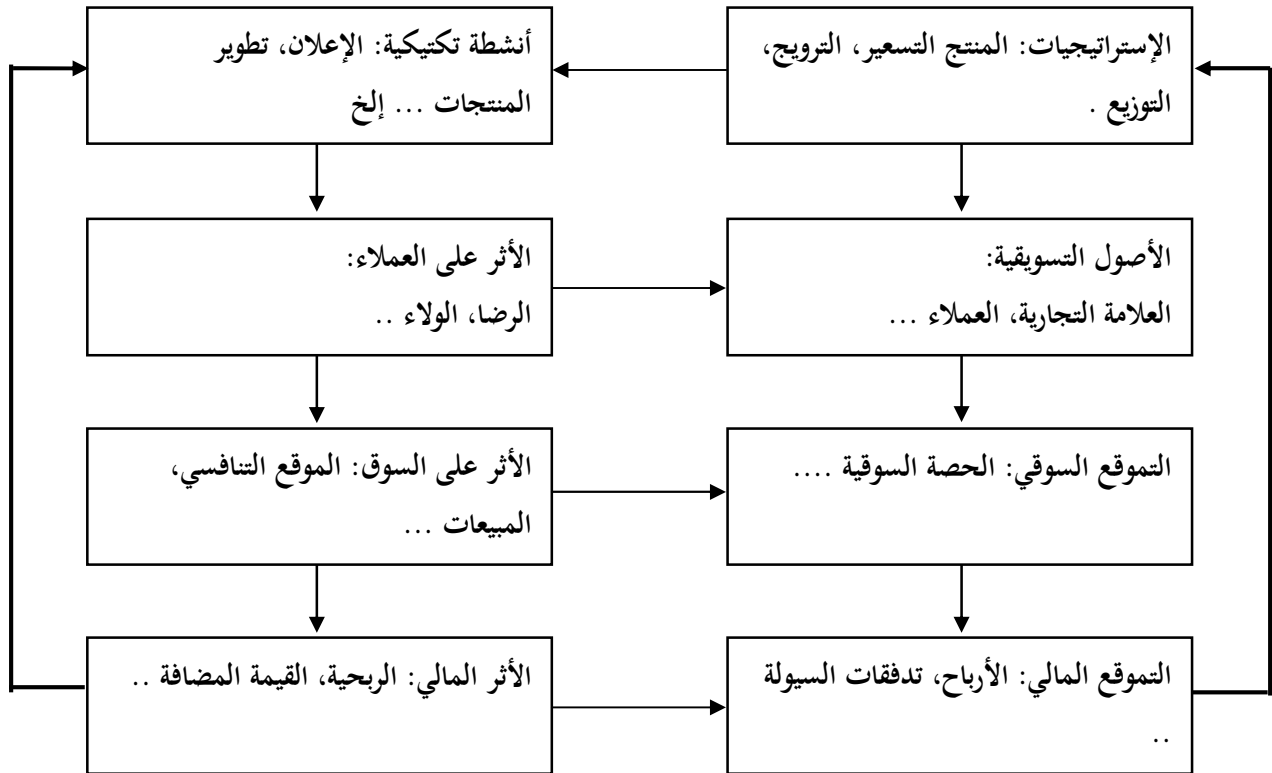 الإستراتيجيات: المنتج التسعير، الترويج،
التوزيع .
أنشطة تكتيكية: الإعلان، تطوير
المنتجات ... إلخ
الأصول التسويقية:
العلامة التجارية، العملاء ...
الأثر على العملاء:
الرضا، الولاء ..
التموقع السوقي: الحصة السوقية ....
الأثر على السوق: الموقع التنافسي،
المبيعات ...
التموقع المالي: الأرباح، تدفقات السيولة
..
الأثر المالي: الربحية، القيمة المضافة ..